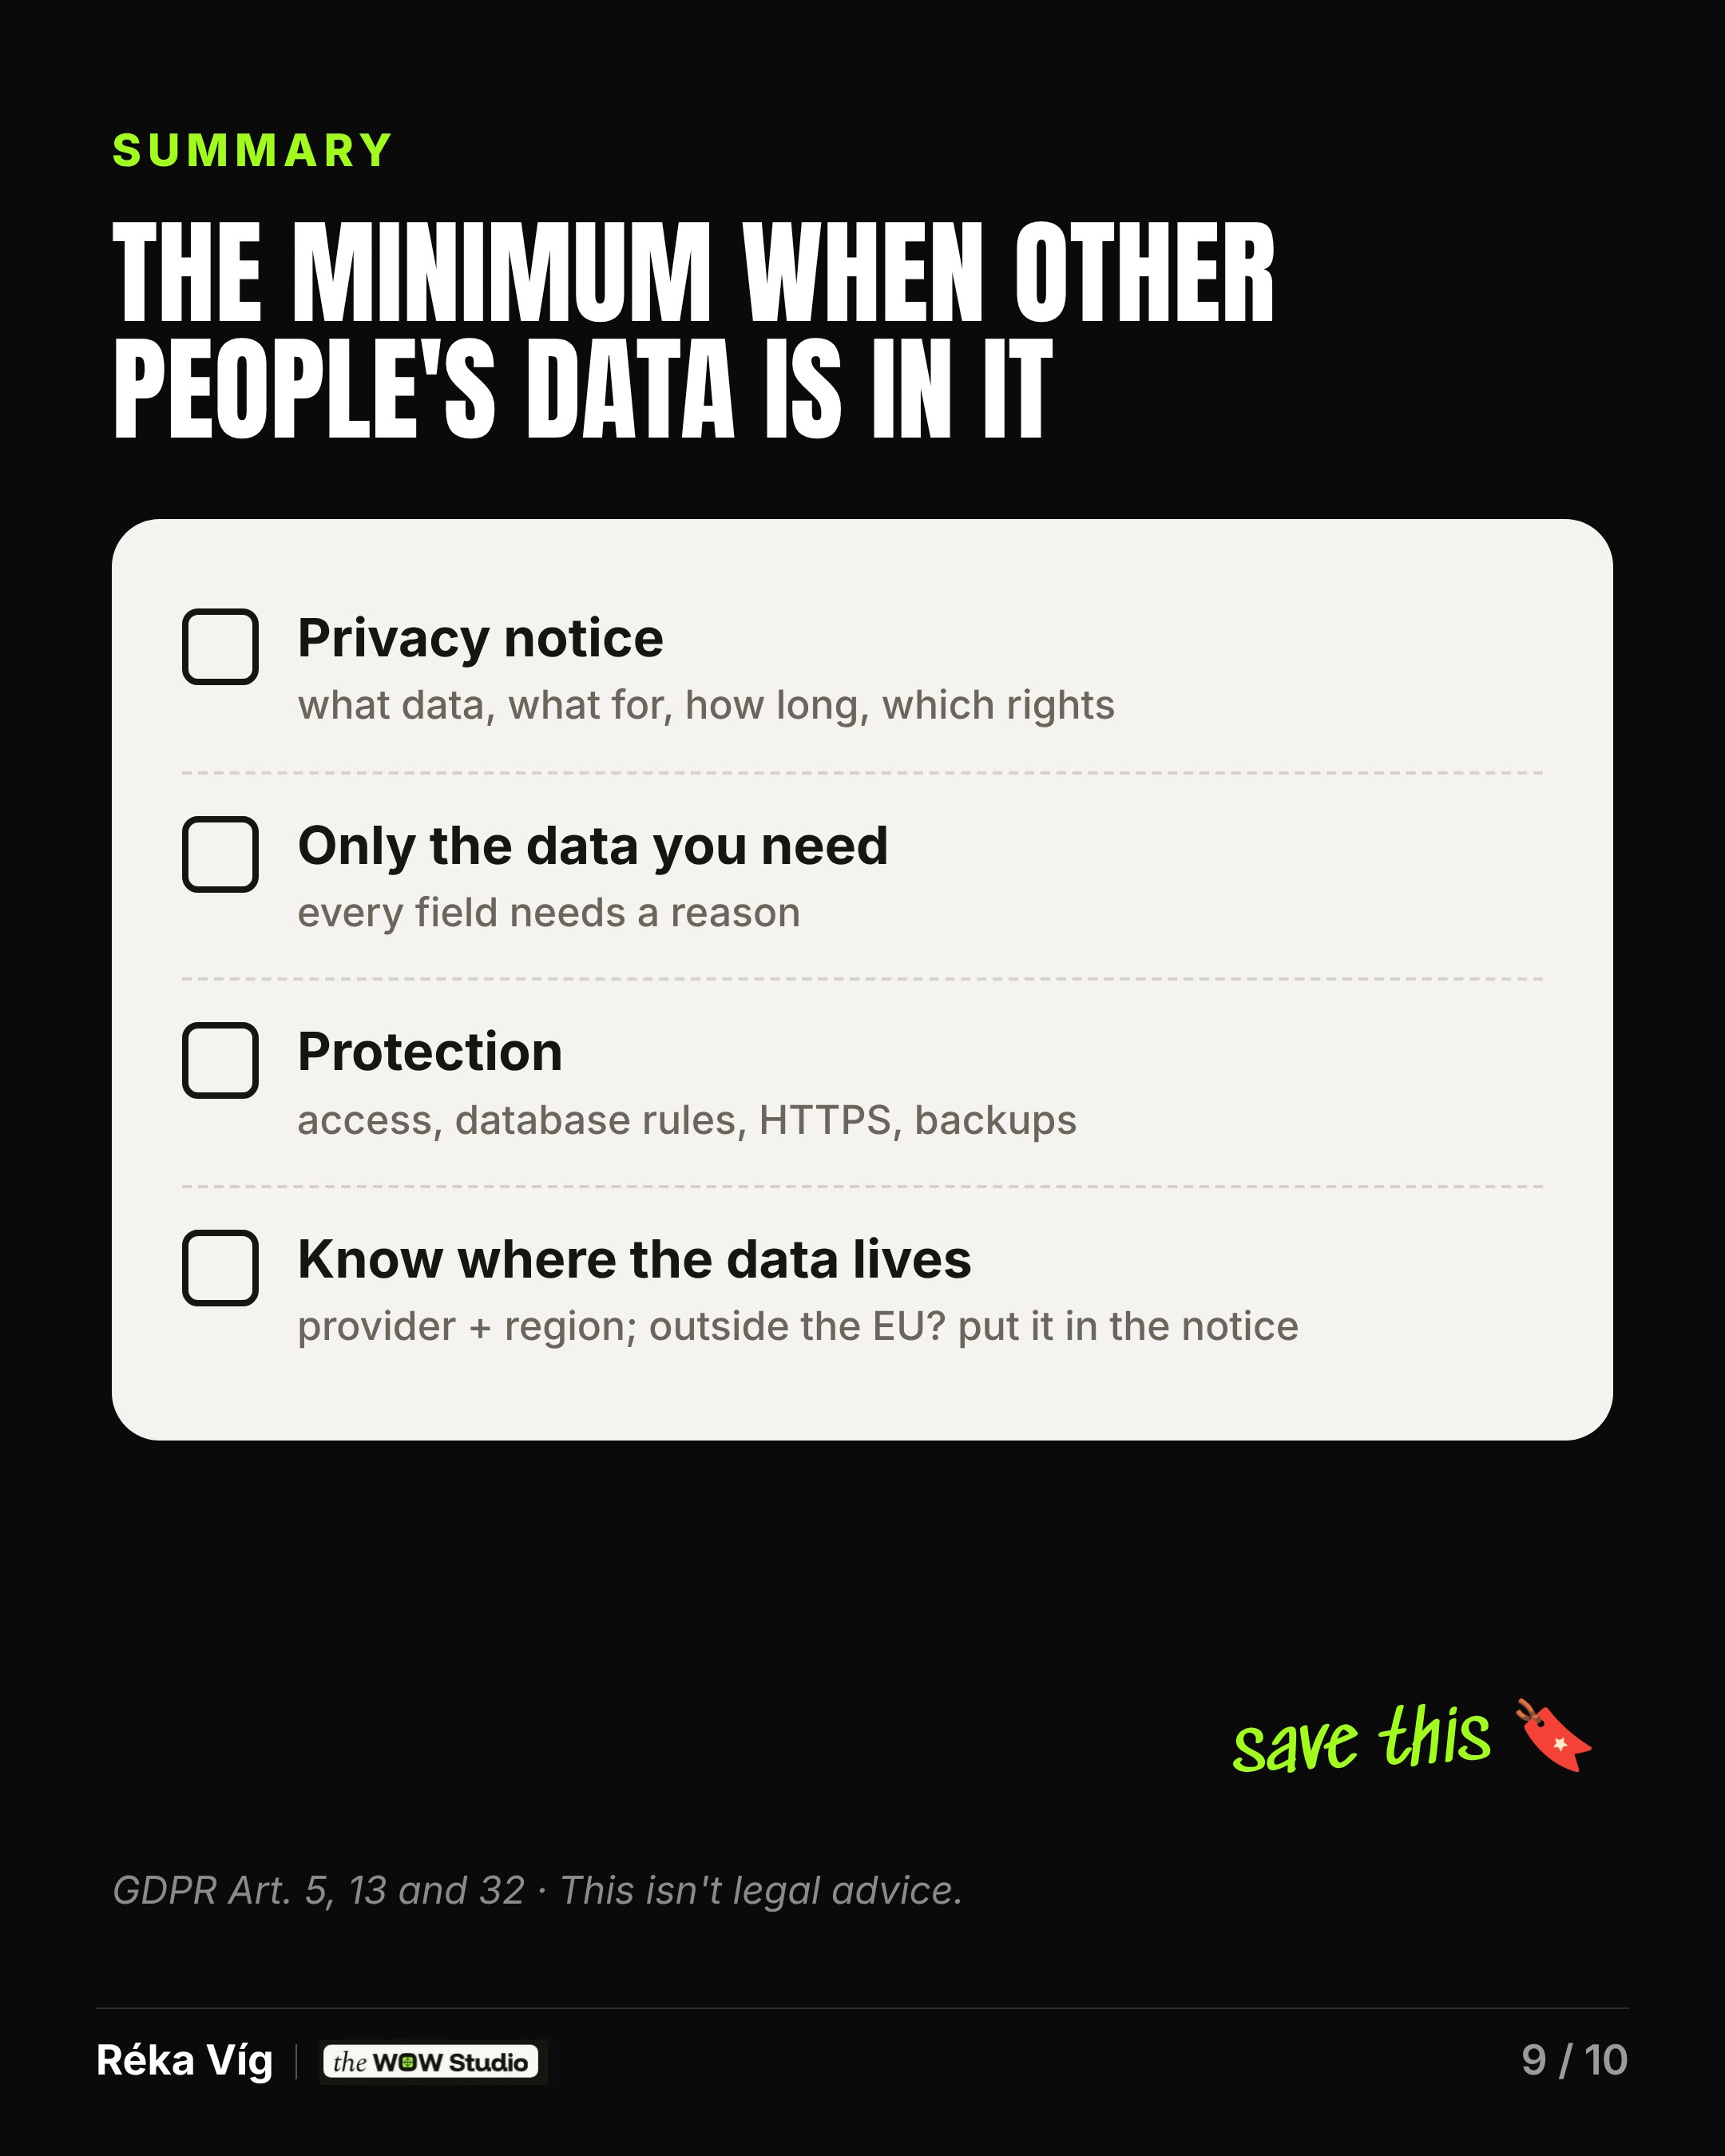 SUMMARY
THE MINIMUM WHEN OTHER
PEOPLE'S DATA IS IN IT
Privacy notice
what data, what for, how long, which rights
Only the data you need
every field needs a reason
Protection
access, database rules, HTTPS, backups
Know where the data lives
provider + region; outside the EU? put it in the notice
save this
GDPR Art. 5, 13 and 32 · This isn't legal advice.
Réka Víg
the WOW Studio
9 / 10